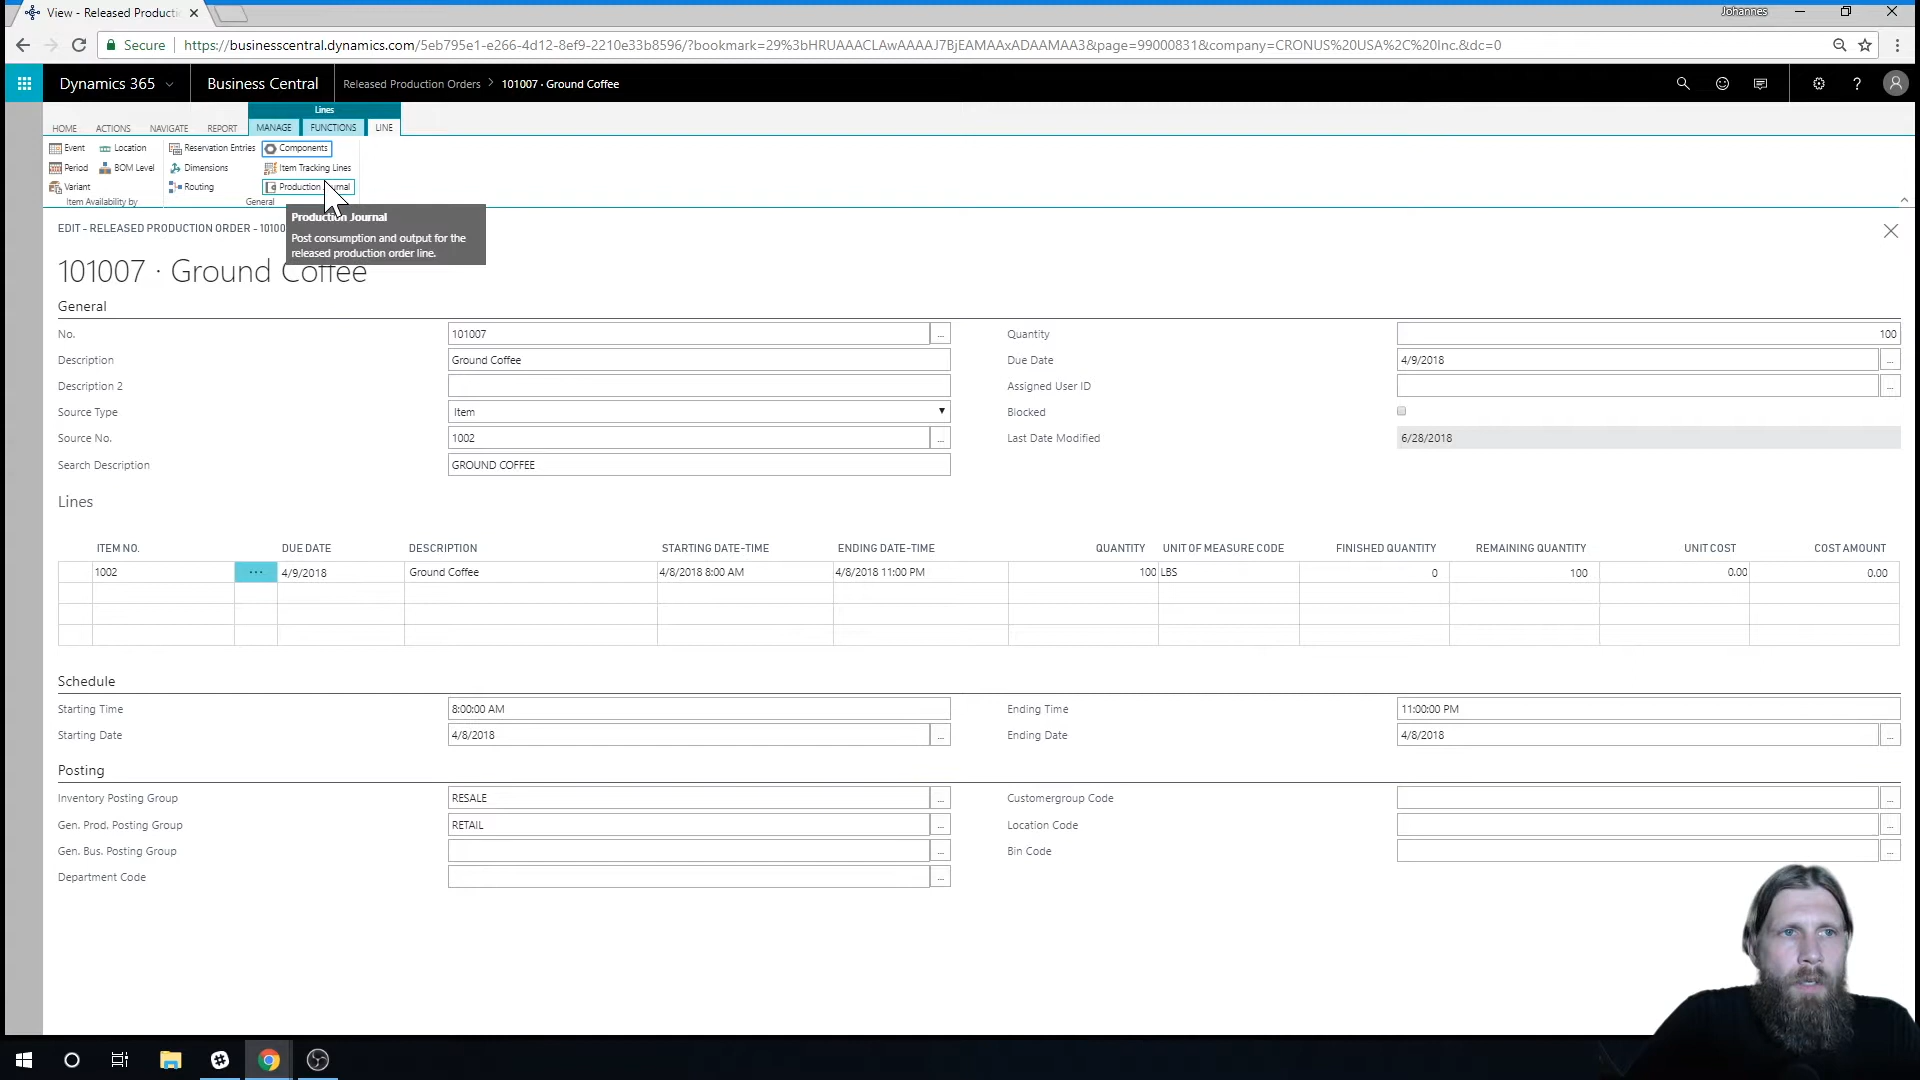 View - Released Producti
Johannes
Secure
https://businesscentral.dynamics.com/5eb795e1-e266-4d12-8ef9-2210e33b8596/?bookmark=29%3bHRUAAACLAwAAAAJ7BjEAMAAxADAAMAA3&page=99000831&company=CRONUS%20USA%2C%20Inc.&dc=0
Dynamics 365
Business Central
Released Production Orders > 101007 · Ground Coffee
Lines
HOME ACTIONS NAVIGATE REPORT MANAGE FUNCTIONS LINE
Event Location Reservation Entries Components
Period BOM Level Dimensions Item Tracking Lines
Variant Routing Production Journal
Item Availability by General
Production Journal
Post consumption and output for the
released production order line.
EDIT - RELEASED PRODUCTION ORDER - 1010
101007 · Ground Coffee
General
No. 101007 ... Quantity 100
Description Ground Coffee Due Date 4/9/2018 ...
Description 2 Assigned User ID ...
Source Type Item Blocked
Source No. 1002 ... Last Date Modified 6/28/2018
Search Description GROUND COFFEE
Lines
ITEM NO. DUE DATE DESCRIPTION STARTING DATE-TIME ENDING DATE-TIME QUANTITY UNIT OF MEASURE CODE FINISHED QUANTITY REMAINING QUANTITY UNIT COST COST AMOUNT
1002 ... 4/9/2018 Ground Coffee 4/8/2018 8:00 AM 4/8/2018 11:00 PM 100 LBS 0 100 0.00 0.00
Schedule
Starting Time 8:00:00 AM Ending Time 11:00:00 PM
Starting Date 4/8/2018 ... Ending Date 4/8/2018 ...
Posting
Inventory Posting Group RESALE ... Customergroup Code ...
Gen. Prod. Posting Group RETAIL ... Location Code ...
Gen. Bus. Posting Group ... Bin Code ...
Department Code ...